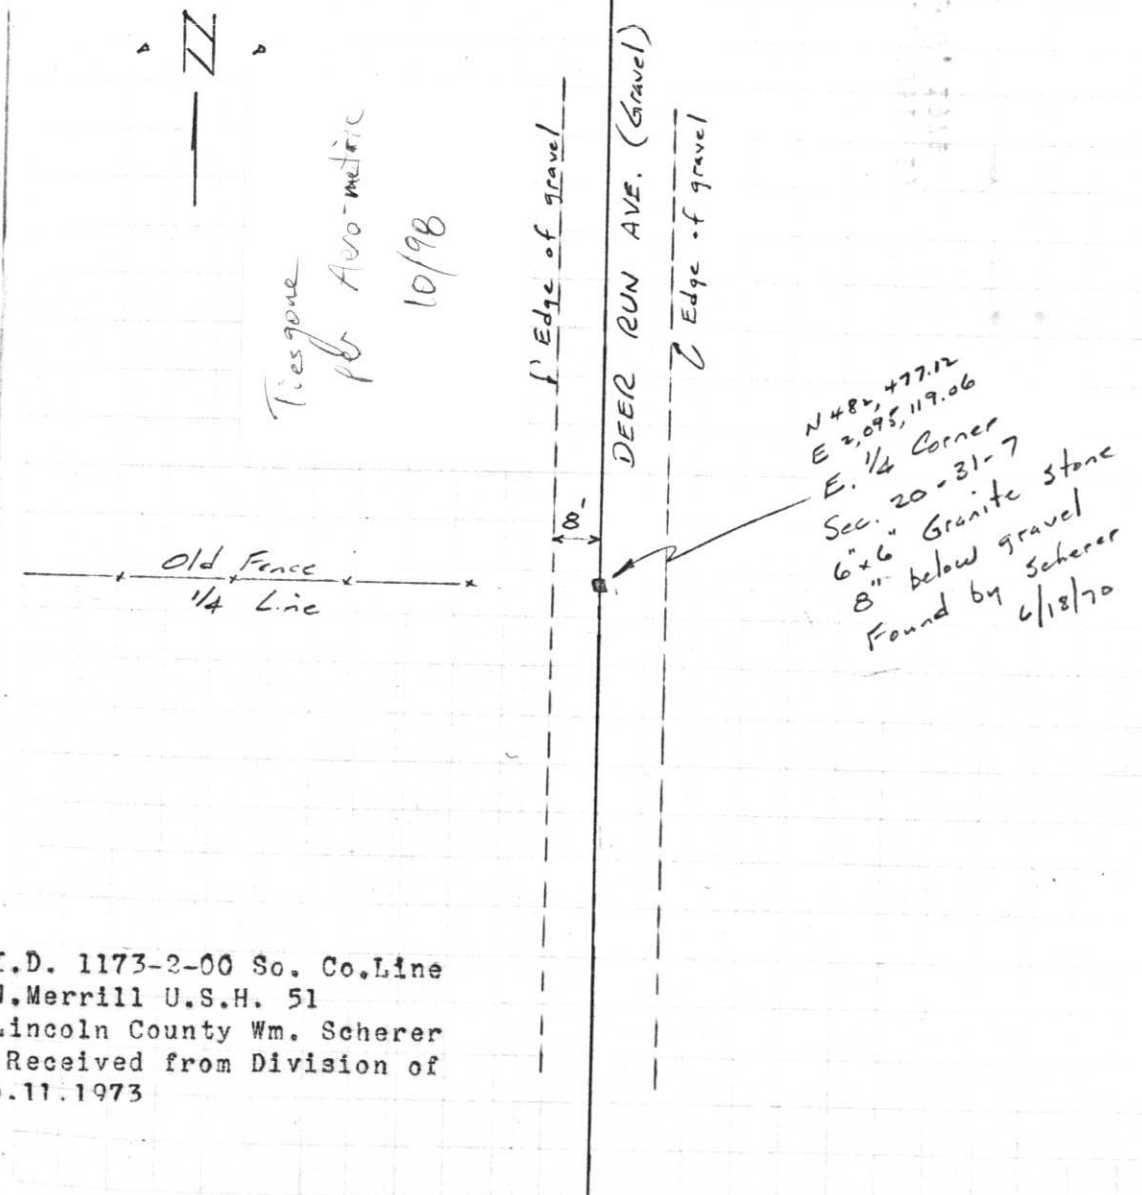 N
Ties gone
per Aero-metric
10/98
Edge of gravel
DEER RUN AVE. (Gravel)
Edge of gravel
8'
N 482,477.12
E 2,095,119.06
E. 1/4 Corner
Sec. 20-31-7
6"x6" Granite Stone
8" below gravel
Found by Scherer
6/18/70
Old Fence
1/4 Line
I.D. 1173-2-00 So. Co.Line
.Merrill U.S.H. 51
Lincoln County Wm. Scherer
Received from Division of
.11.1973